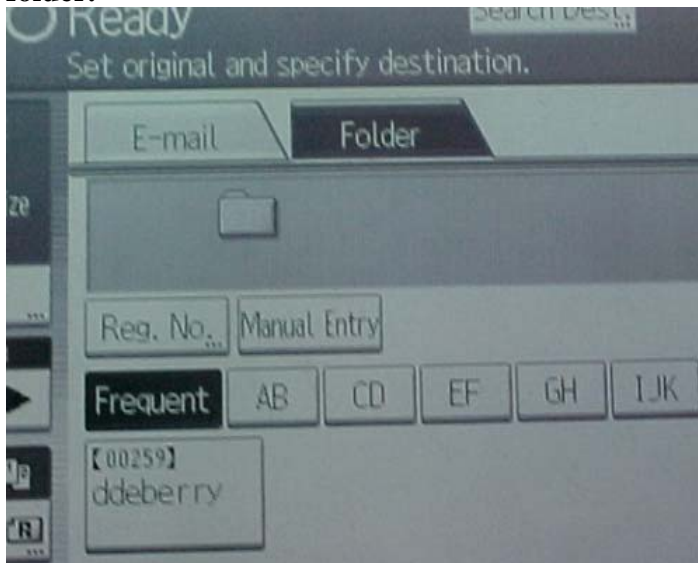 Ready
Search Dest.
Set original and specify destination.
E-mail
Folder
ze
Reg. No.
Manual Entry
Frequent
AB
CD
EF
GH
IJK
【00259】
ddeberry